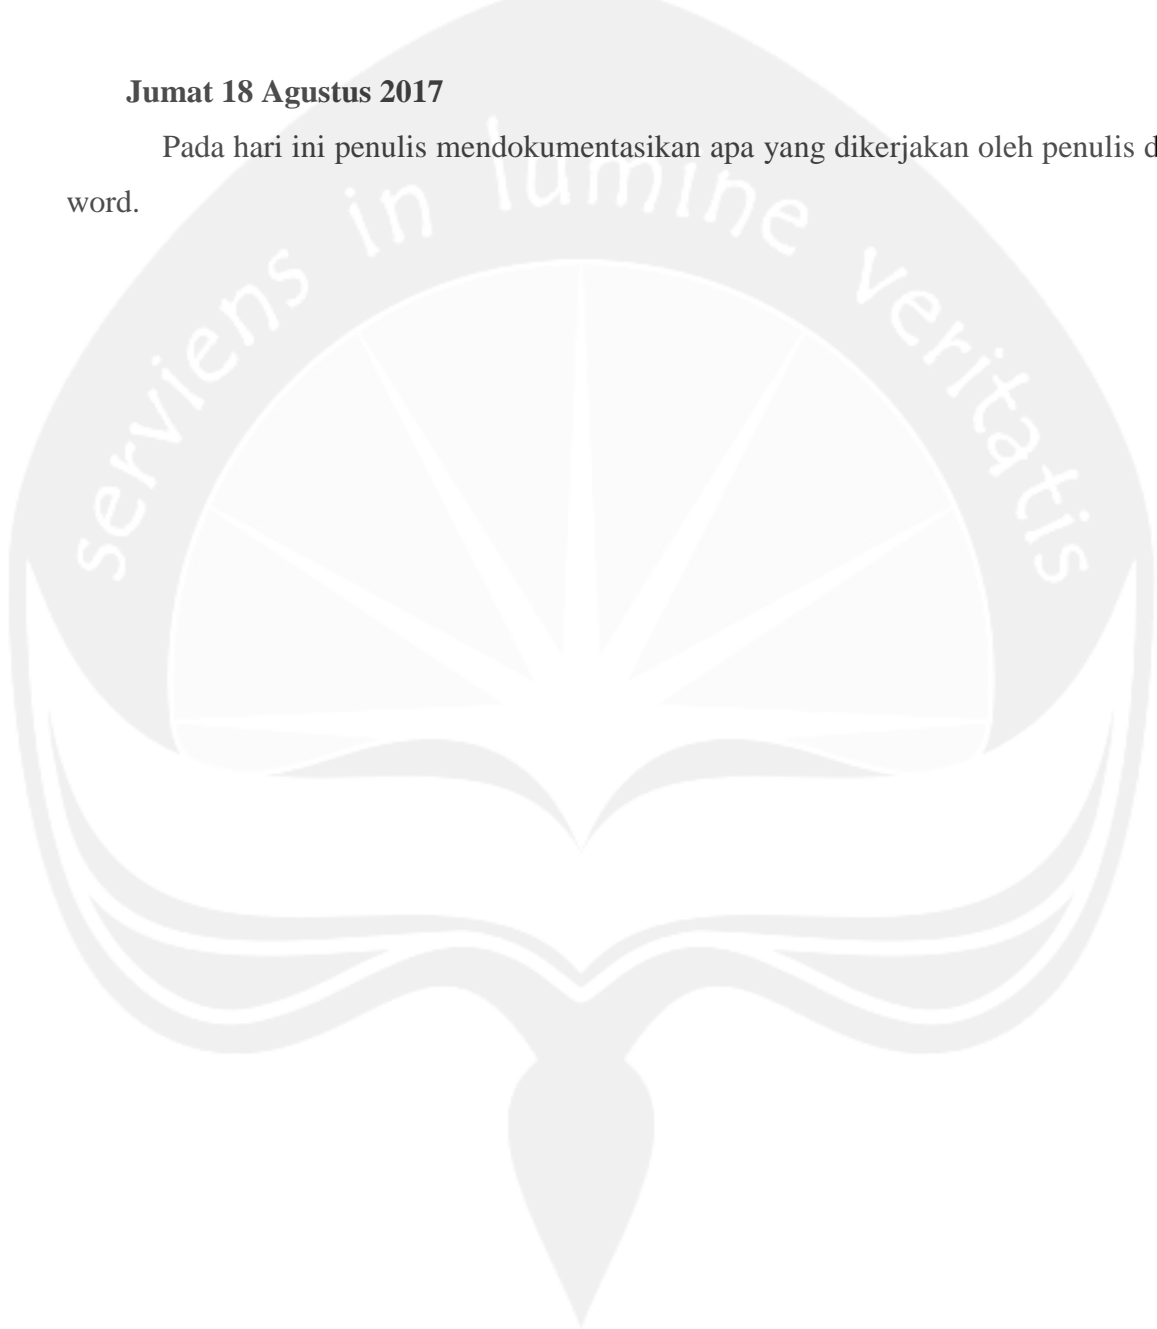 Jumat 18 Agustus 2017
Pada hari ini penulis mendokumentasikan apa yang dikerjakan oleh penulis
word.
serviens in lumine veritatis